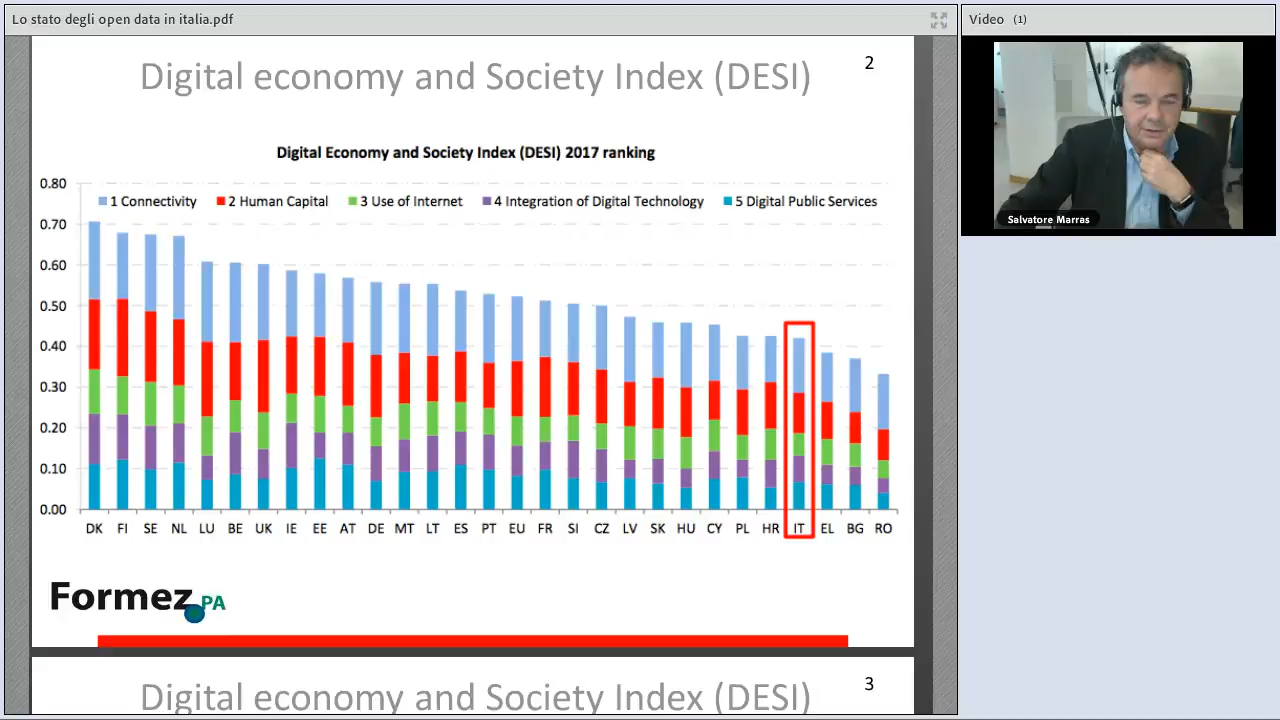 Lo stato degli open data in italia.pdf
Video (1)
Digital economy and Society Index (DESI)
2
Digital Economy and Society Index (DESI) 2017 ranking
0.80
1 Connectivity 2 Human Capital 3 Use of Internet 4 Integration of Digital Technology 5 Digital Public Services
0.70
0.60
0.50
0.40
0.30
0.20
0.10
0.00
DK FI SE NL LU BE UK IE EE AT DE MT LT ES PT EU FR SI CZ LV SK HU CY PL HR IT EL BG RO
Formez PA
Digital economy and Society Index (DESI)
3
Salvatore Marras